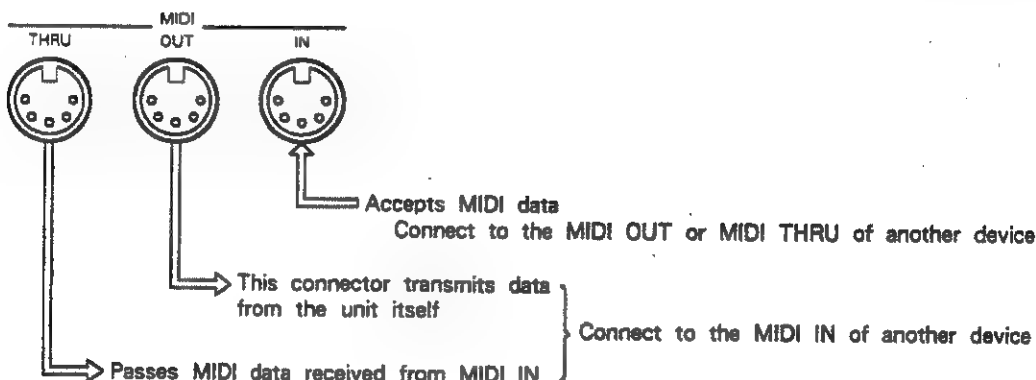 MIDI
THRU OUT IN
Accepts MIDI data
Connect to the MIDI OUT or MIDI THRU of another device
This connector transmits data
from the unit itself
Connect to the MIDI IN of another device
Passes MIDI data received from MIDI IN